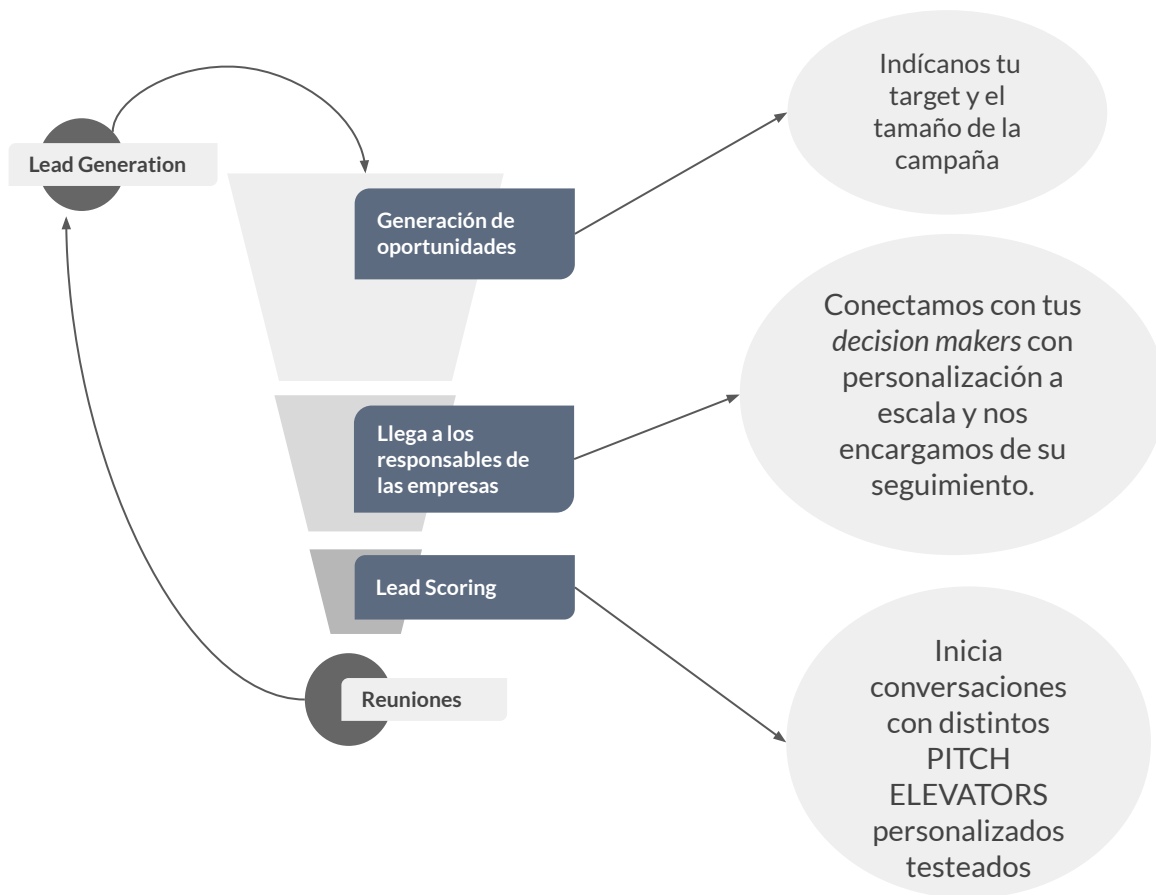 Lead Generation
Generación de
oportunidades
Indícanos tu
target y el
tamaño de la
campaña
Llega a los
responsables de
las empresas
Conectamos con tus
decision makers con
personalización a
escala y nos
encargamos de su
seguimiento.
Lead Scoring
Inicia
conversaciones
con distintos
PITCH
ELEVATORS
personalizados
testeados
Reuniones